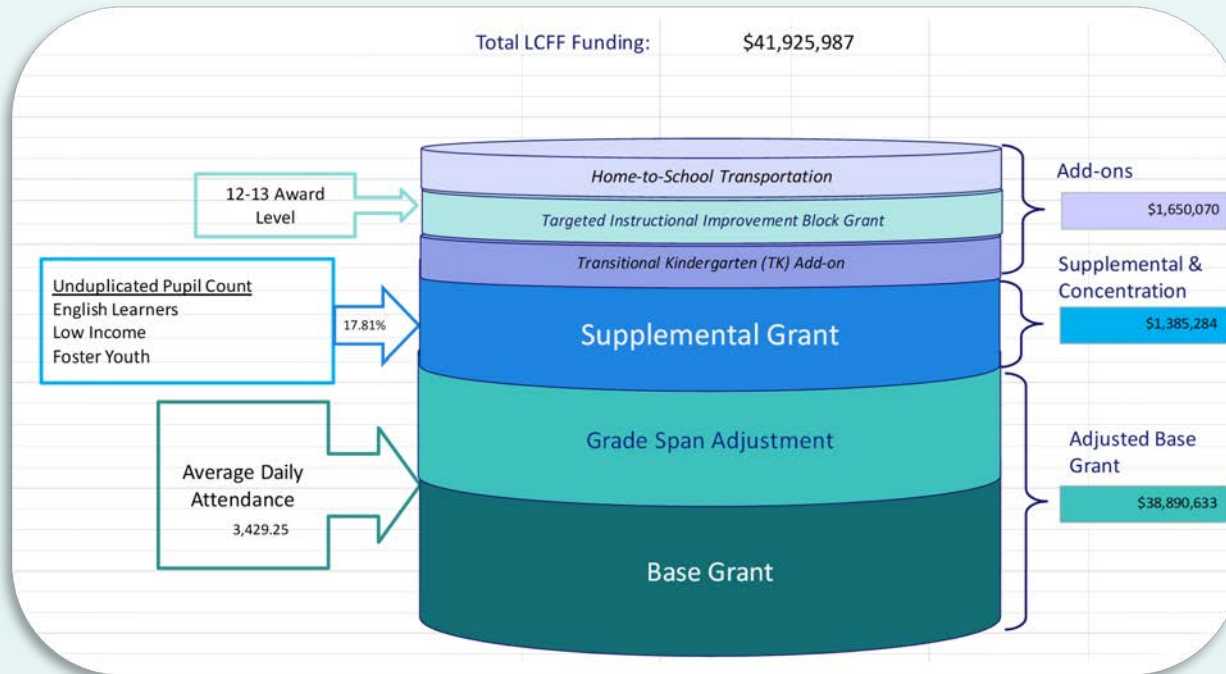 Total LCFF Funding: $41,925,987
Home-to-School Transportation
Add-ons
12-13 Award
Level
$1,650,070
Targeted Instructional Improvement Block Grant
Transitional Kindergarten (TK) Add-on
Supplemental &
Concentration
Unduplicated Pupil Count
English Learners
Low Income
Foster Youth
17.81%
Supplemental Grant
$1,385,284
Grade Span Adjustment
Adjusted Base
Grant
Average Daily
Attendance
3,429.25
$38,890,633
Base Grant